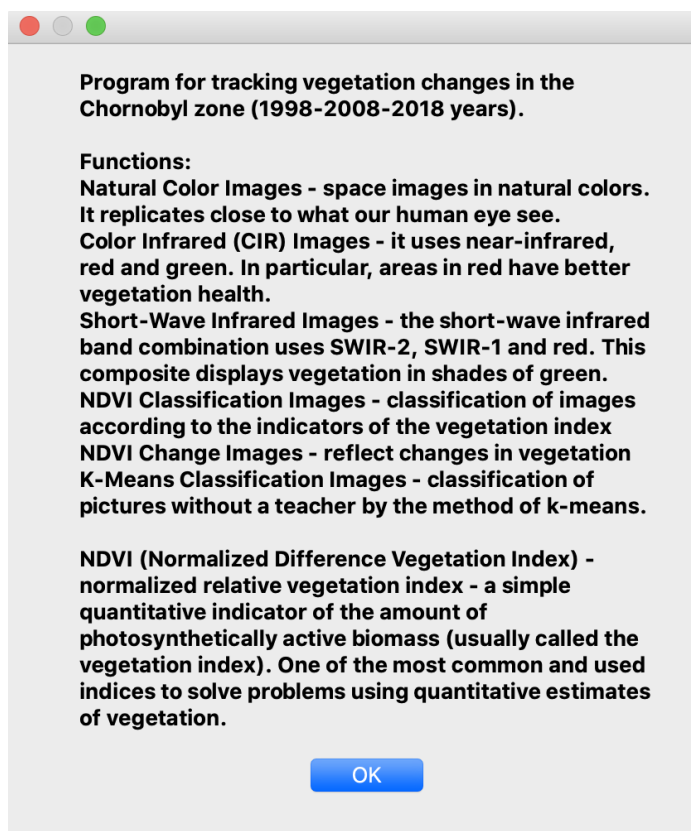 Program for tracking vegetation changes in the
Chornobyl zone (1998-2008-2018 years).
Functions:
Natural Color Images - space images in natural colors.
It replicates close to what our human eye see.
Color Infrared (CIR) Images - it uses near-infrared,
red and green. In particular, areas in red have better
vegetation health.
Short-Wave Infrared Images - the short-wave infrared
band combination uses SWIR-2, SWIR-1 and red. This
composite displays vegetation in shades of green.
NDVI Classification Images - classification of images
according to the indicators of the vegetation index
NDVI Change Images - reflect changes in vegetation
K-Means Classification Images - classification of
pictures without a teacher by the method of k-means.
NDVI (Normalized Difference Vegetation Index) -
normalized relative vegetation index - a simple
quantitative indicator of the amount of
photosynthetically active biomass (usually called the
vegetation index). One of the most common and used
indices to solve problems using quantitative estimates
of vegetation.
OK